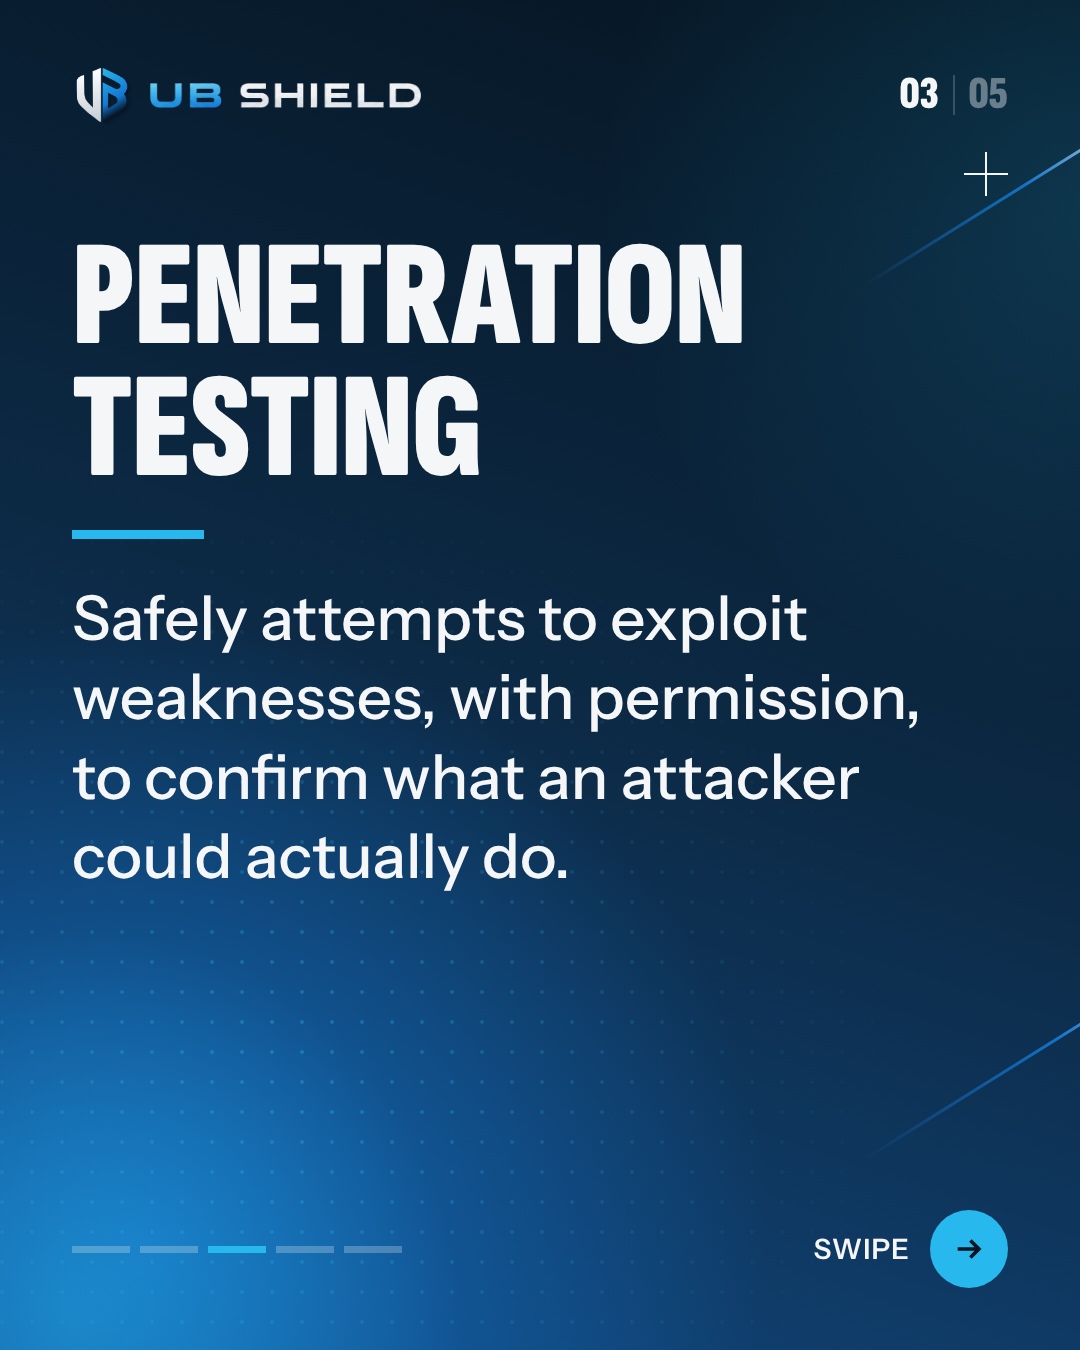 UB SHIELD
03 | 05
PENETRATION
TESTING
Safely attempts to exploit
weaknesses, with permission,
to confirm what an attacker
could actually do.
SWIPE →